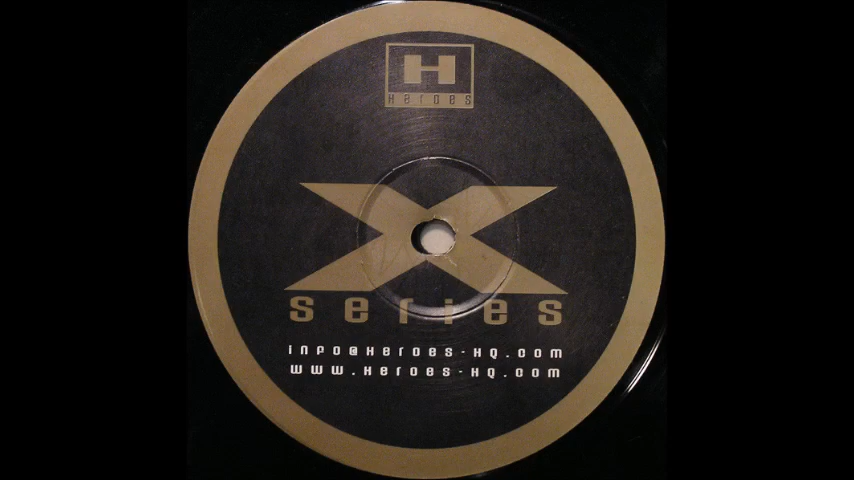 H
HEROES
X
series
INFO@HEROES-HQ.COM
WWW.HEROES-HQ.COM